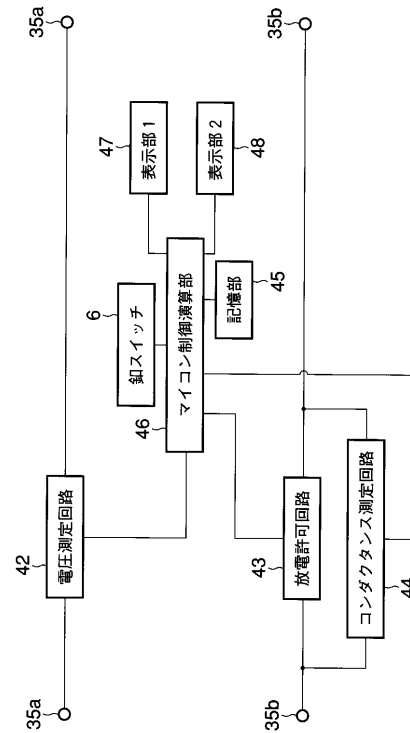 35a
42
電圧測定回路
35a
6
釦スイッチ
47
表示部1
46
マイコン制御演算部
表示部2
48
記憶部
45
35b
43
放電許可回路
35b
コンダクタンス測定回路
44